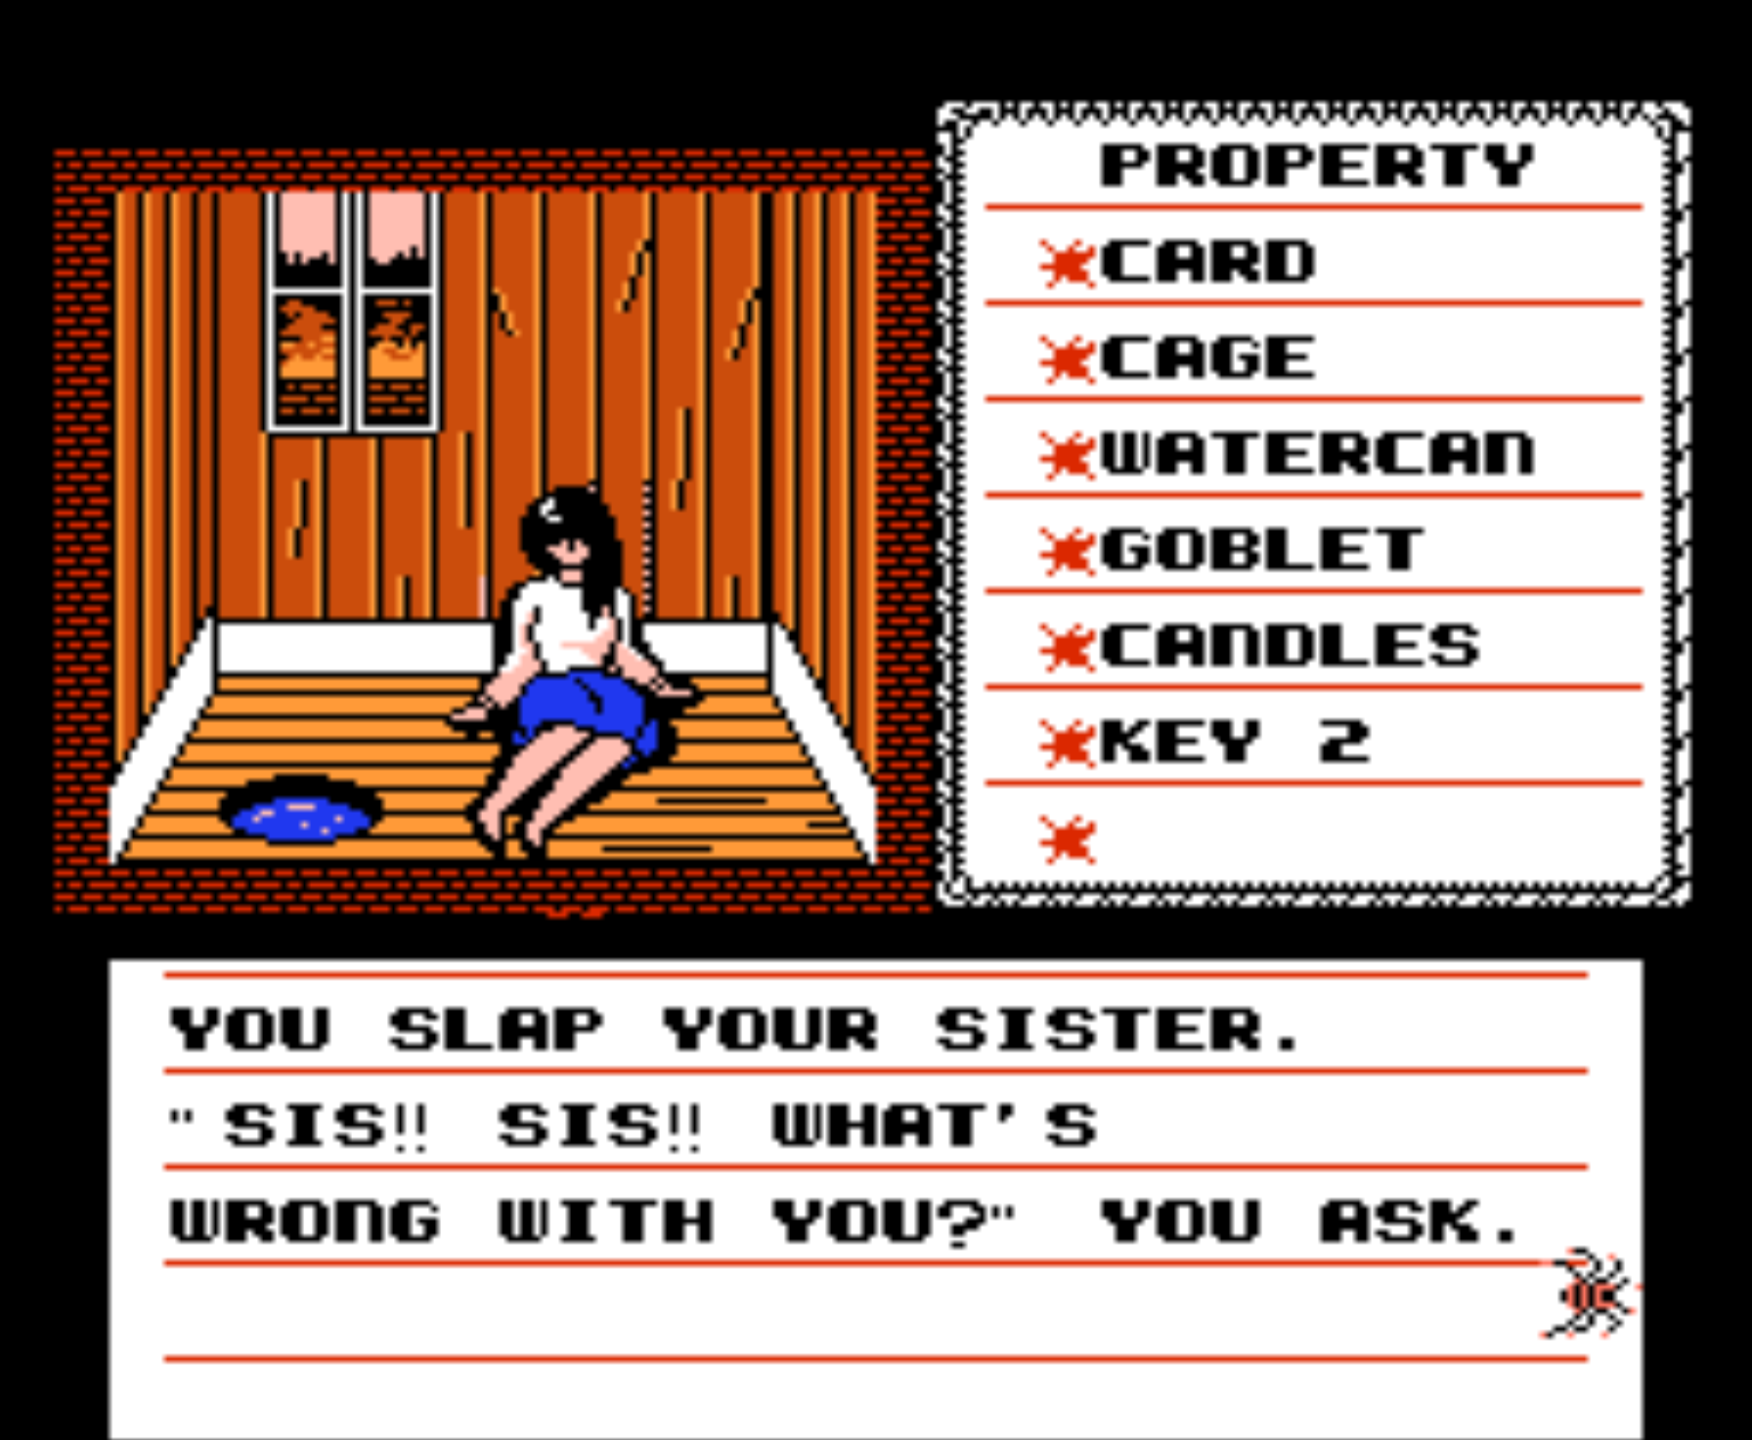 PROPERTY
CARD
CAGE
WATERCAN
GOBLET
CANDLES
KEY 2
YOU SLAP YOUR SISTER.
"SIS!! SIS!! WHAT'S
WRONG WITH YOU?" YOU ASK.